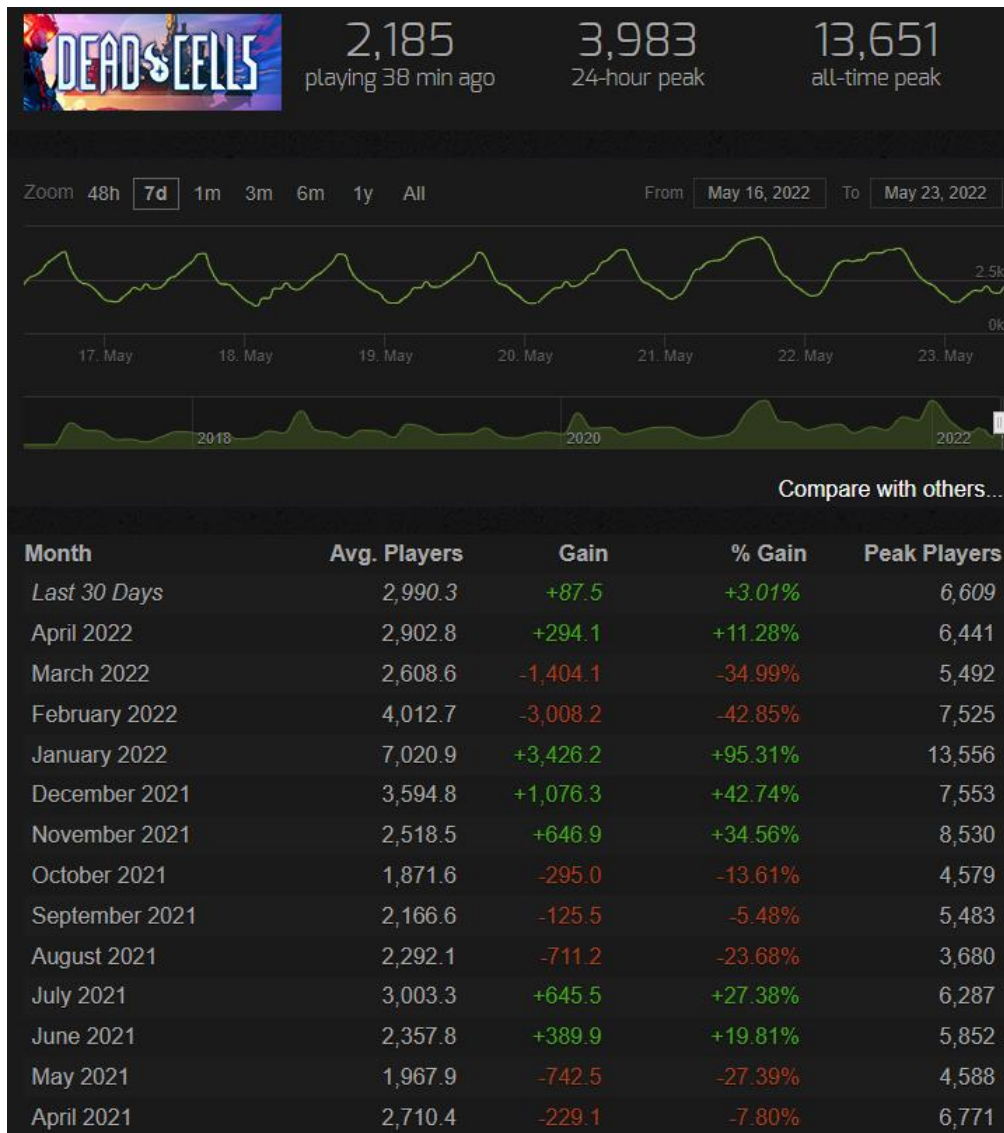 DEAD CELLS
2,185 3,983 13,651
playing 38 min ago 24-hour peak all-time peak
Zoom 48h 7d 1m 3m 6m 1y All From May 16, 2022 To May 23, 2022
2.5k
0k
17. May 18. May 19. May 20. May 21. May 22. May 23. May
2018 2020 2022
Compare with others...
Month Avg. Players Gain % Gain Peak Players
Last 30 Days 2,990.3 +87.5 +3.01% 6,609
April 2022 2,902.8 +294.1 +11.28% 6,441
March 2022 2,608.6 -1,404.1 -34.99% 5,492
February 2022 4,012.7 -3,008.2 -42.85% 7,525
January 2022 7,020.9 +3,426.2 +95.31% 13,556
December 2021 3,594.8 +1,076.3 +42.74% 7,553
November 2021 2,518.5 +646.9 +34.56% 8,530
October 2021 1,871.6 -295.0 -13.61% 4,579
September 2021 2,166.6 -125.5 -5.48% 5,483
August 2021 2,292.1 -711.2 -23.68% 3,680
July 2021 3,003.3 +645.5 +27.38% 6,287
June 2021 2,357.8 +389.9 +19.81% 5,852
May 2021 1,967.9 -742.5 -27.39% 4,588
April 2021 2,710.4 -229.1 -7.80% 6,771